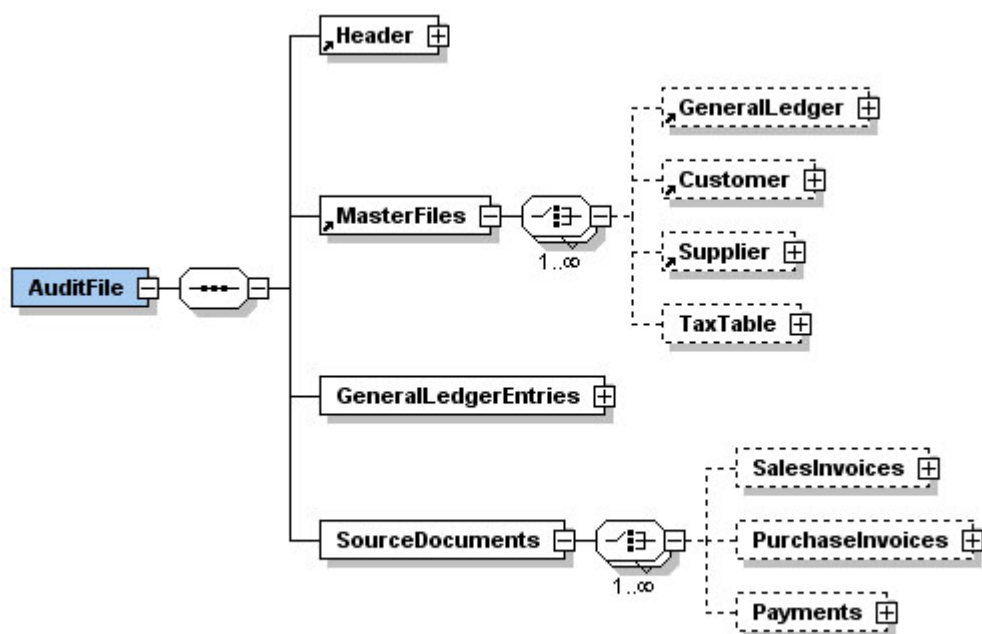 Header
GeneralLedger
Customer
MasterFiles
1..∞
Supplier
AuditFile
TaxTable
GeneralLedgerEntries
SalesInvoices
SourceDocuments
1..∞
PurchaseInvoices
Payments